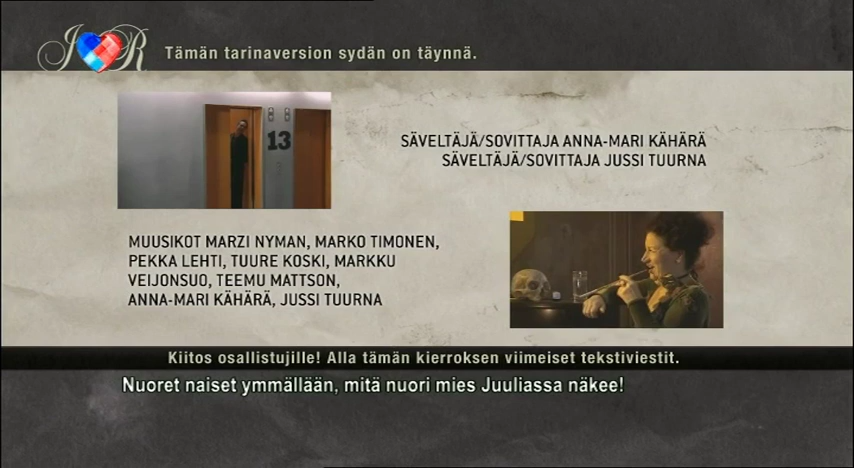 J R
Tämän tarinaversion sydän on täynnä.
13
SÄVELTÄJÄ/SOVITTAJA ANNA-MARI KÄHÄRÄ
SÄVELTÄJÄ/SOVITTAJA JUSSI TUURNA
MUUSIKOT MARZI NYMAN, MARKO TIMONEN,
PEKKA LEHTI, TUURE KOSKI, MARKKU
VEIJONSUO, TEEMU MATTSON,
ANNA-MARI KÄHÄRÄ, JUSSI TUURNA
Kiitos osallistujille! Alla tämän kierroksen viimeiset tekstiviestit.
Nuoret naiset ymmällään, mitä nuori mies Juuliassa näkee!